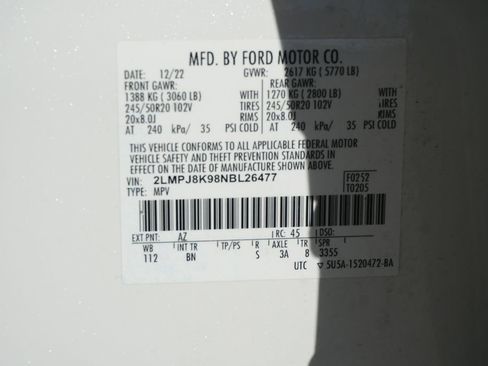 MFD. BY FORD MOTOR CO.
DATE: 12/22 GVWR: 2617 KG ( 5770 LB)
FRONT GAWR: REAR GAWR:
1388 KG ( 3060 LB) WITH 1270 KG ( 2800 LB) WITH
245/50R20 102V TIRES 245/50R20 102V TIRES
20x8.0J RIMS 20x8.0J RIMS
AT 240 kPa/ 35 PSI COLD AT 240 kPa/ 35 PSI COLD
THIS VEHICLE CONFORMS TO ALL APPLICABLE FEDERAL MOTOR
VEHICLE SAFETY AND THEFT PREVENTION STANDARDS IN
EFFECT ON THE DATE OF MANUFACTURE SHOWN ABOVE.
VIN: 2LMPJ8K98NBL26477 F0252
TYPE: MPV T0205
EXT PNT: AZ RC: 45 DSO:
WB INT TR TP/PS R AXLE TR SPR
112 BN S 3A 8 3355
UTC ▽ 5U5A-1520472-BA